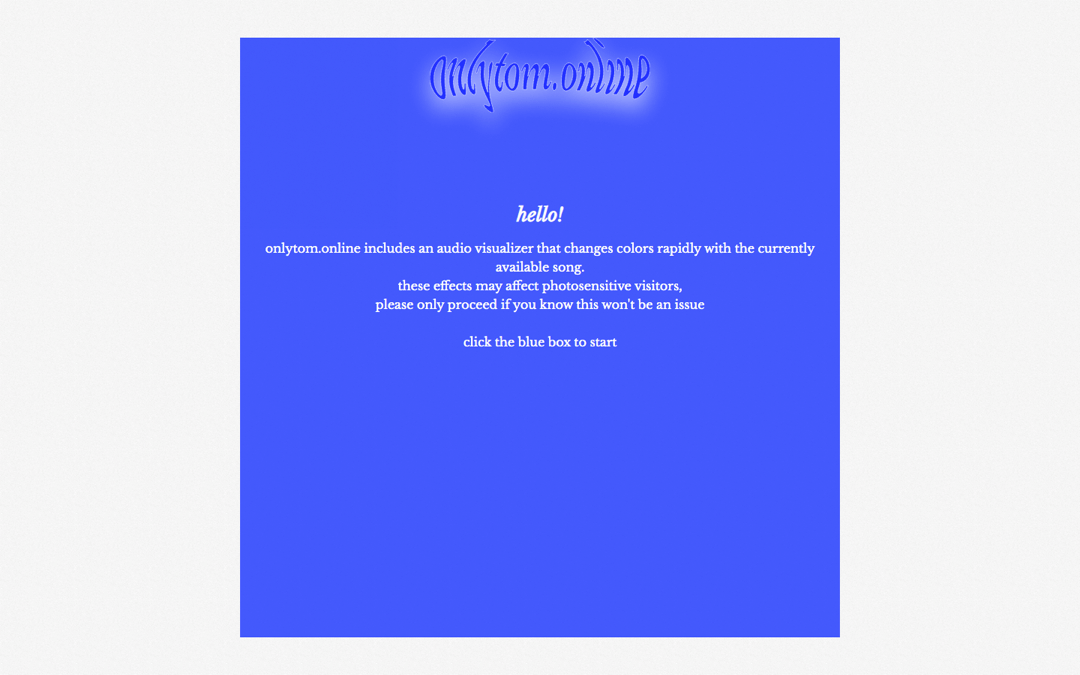 onlytom.online
hello!
onlytom.online includes an audio visualizer that changes colors rapidly with the currently
available song.
these effects may affect photosensitive visitors,
please only proceed if you know this won't be an issue
click the blue box to start